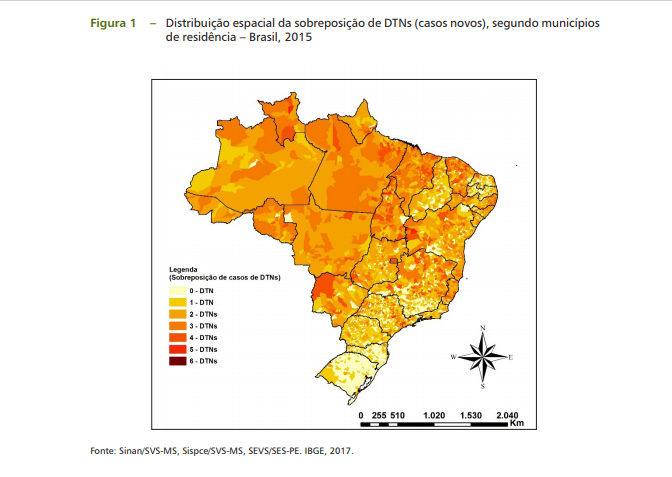 Figura 1 – Distribuição espacial da sobreposição de DTNs (casos novos), segundo municípios
de residência – Brasil, 2015
Legenda
(Sobreposição de casos de DTNs)
0 - DTN
1 - DTN
2 - DTNs
3 - DTNs
4 - DTNs
5 - DTNs
6 - DTNs
N
W E
S
0 255 510 1.020 1.530 2.040
Km
Fonte: Sinan/SVS-MS, Sispce/SVS-MS, SEVS/SES-PE. IBGE, 2017.